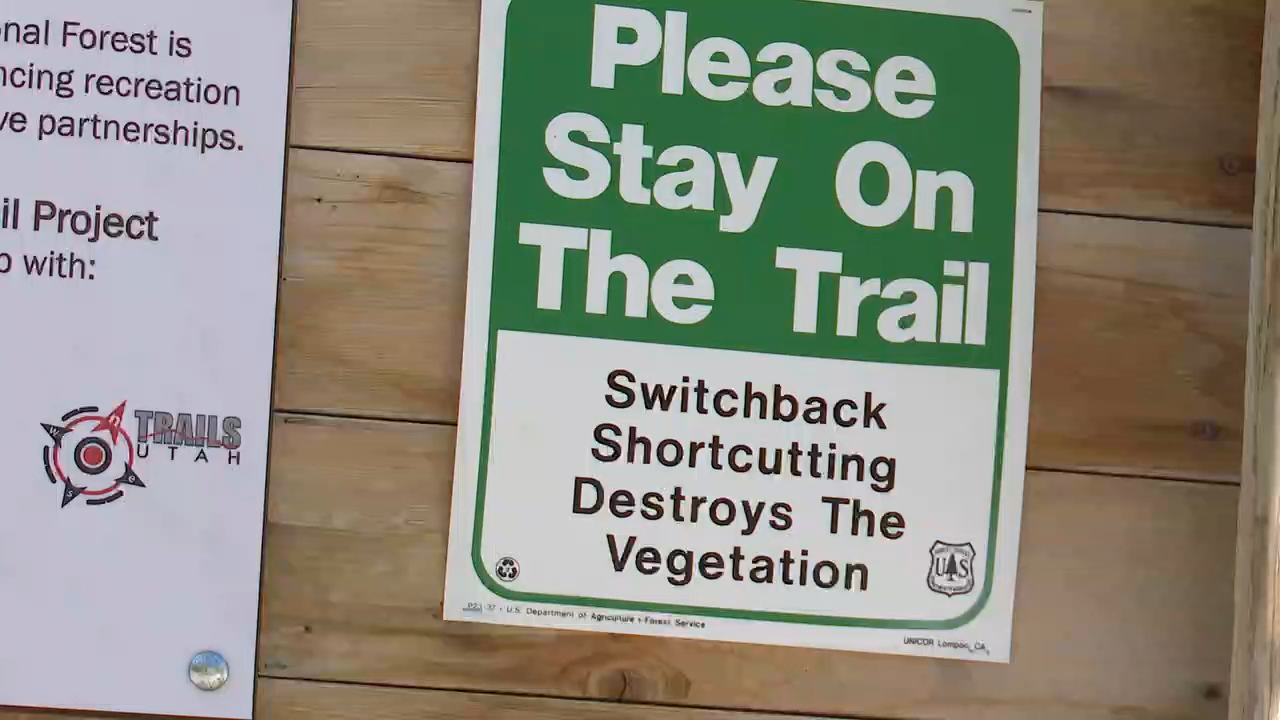 nal Forest is
ncing recreation
ve partnerships.
il Project
with:
TRAILS
UTAH
Please
Stay On
The Trail
Switchback
Shortcutting
Destroys The
Vegetation
U S
U.S. Department of Agriculture • Forest Service
UNICOR Lompoc, CA